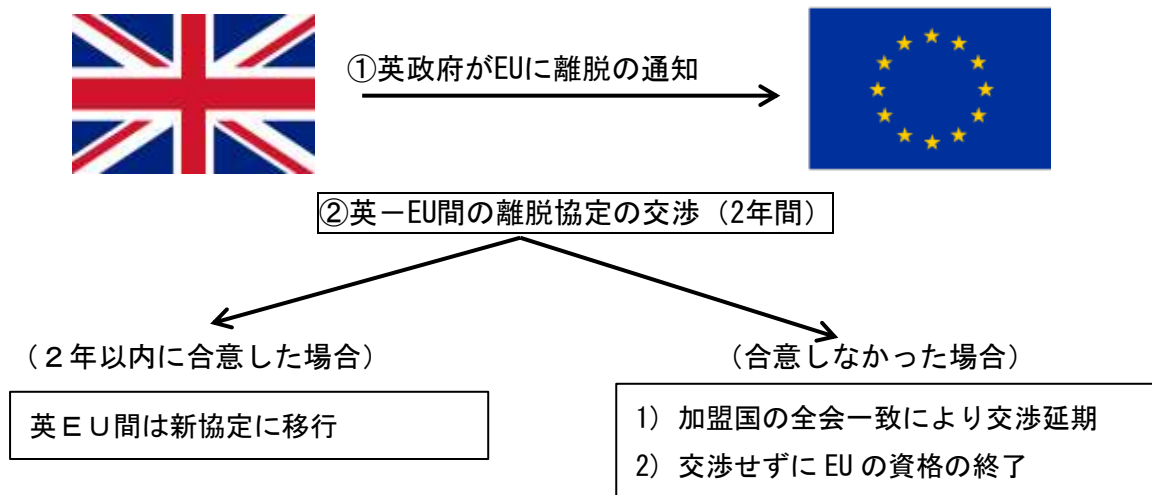 ①英政府がEUに離脱の通知
②英－EU間の離脱協定の交渉（2年間）
（２年以内に合意した場合）
（合意しなかった場合）
英ＥＵ間は新協定に移行
1) 加盟国の全会一致により交渉延期
2) 交渉せずに EU の資格の終了